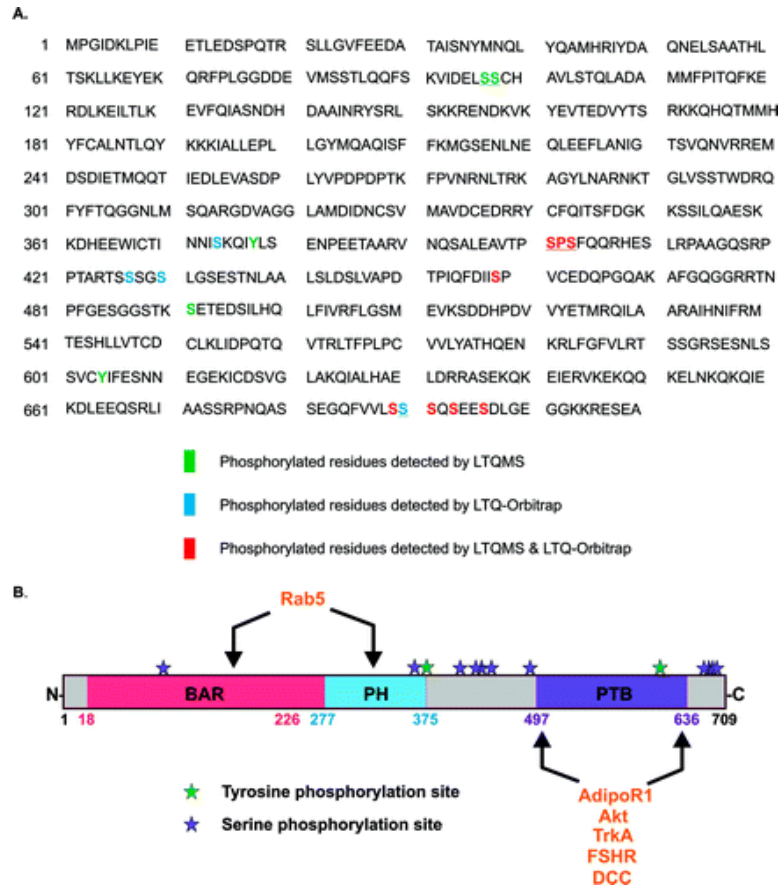 A.
1 MPGIDKLPIE ETLEDSPQTR SLLGVFEEDA TAISNYMNQL YQAMHRIYDA QNELSAATHL
61 TSKLLKEYEK QRFPLGGDDE VMSSTLQQFS KVIDELSSCH AVLSTQLADA MMFPITQFKE
121 RDLKEILTLK EVFQIASNDH DAAINRYSRL SKKRENDKVK YEVTEDVYTS RKKQHQTMMH
181 YFCALNTLQY KKKIALLEPL LGYMQAQISF FKMGSENLNE QLEEFLANIG TSVQNVRREM
241 DSDIETMQQT IEDLEVASDP LYVPDPDPTK FPVNRNLTRK AGYLNARNKT GLVSSTWDRQ
301 FYFTQGGNLM SQARGDVAGG LAMDIDNCSV MAVDCEDRRY CFQITSFDGK KSSILQAESK
361 KDHEEWICTI NNISKQIYLS ENPEETAARV NQSALEAVTP SPSFQQRHES LRPAAGQSRP
421 PTARTSSSGS LGSESTNLAA LSLDSLVAPD TPIQFDIISP VCEDQPGQAK AFGQGGRRTN
481 PFGESGGSTK SETEDSILHQ LFIVRFLGSM EVKSDDHPDV VYETMRQILA ARAIHNIFRM
541 TESHLLVTCD CLKLIDPQTQ VTRLTFPLPC VVLYATHQEN KRLFGFVLRT SSGRSESNLS
601 SVCYIFESNN EGEKICDSVG LAKQIALHAE LDRRASEKQK EIERVKEKQQ KELNKQKQIE
661 KDLEEQSRLI AASSRPNQAS SEGQFVVLSS SQSEESDLGE GGKKRESEA
Phosphorylated residues detected by LTQMS
Phosphorylated residues detected by LTQ-Orbitrap
Phosphorylated residues detected by LTQMS & LTQ-Orbitrap
B.
Rab5
N- BAR PH PTB -C
1 18 226 277 375 497 636 709
Tyrosine phosphorylation site
Serine phosphorylation site
AdipoR1
Akt
TrkA
FSHR
DCC